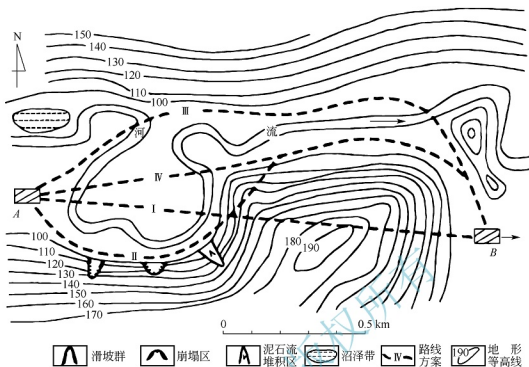 N
150
140
130
120
110
100
Ⅲ
河
流
Ⅳ
A
Ⅰ
Ⅱ
100
110
120
130
140
150
160
170
180
190
B
0 0.5 km
滑坡群
崩塌区
泥石流
堆积区
沼泽带
Ⅳ
路线
方案
190
地形
等高线